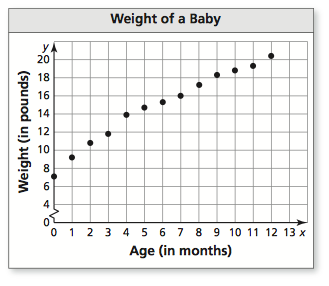 Weight of a Baby
y
20
18
16
14
12
10
8
6
4
0
0 1 2 3 4 5 6 7 8 9 10 11 12 13 x
Weight (in pounds)
Age (in months)